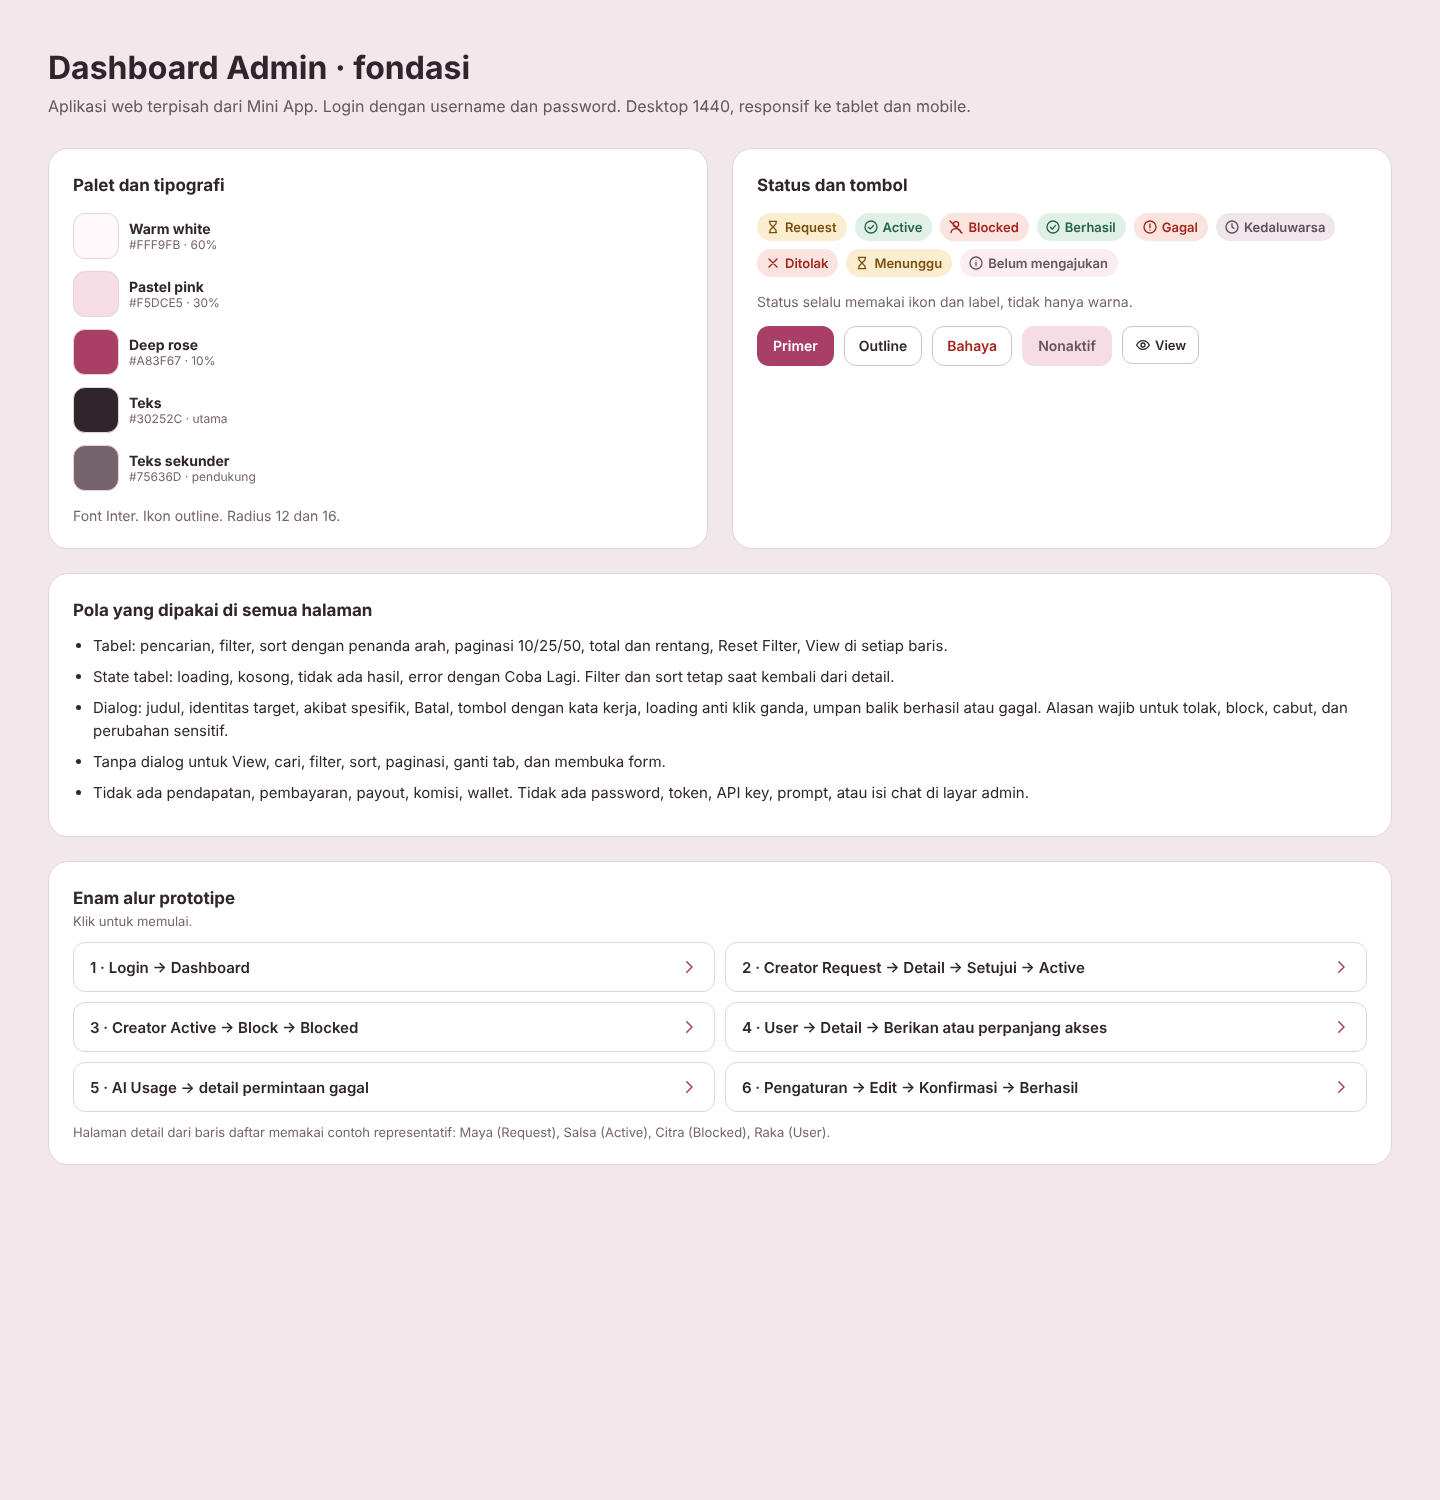 Dashboard Admin · fondasi
Aplikasi web terpisah dari Mini App. Login dengan username dan password. Desktop 1440, responsif ke tablet dan mobile.
Palet dan tipografi
Warm white
#FFF9FB · 60%
Pastel pink
#F5DCE5 · 30%
Deep rose
#A83F67 · 10%
Teks
#30252C · utama
Teks sekunder
#75636D · pendukung
Font Inter. Ikon outline. Radius 12 dan 16.
Status dan tombol
Request Active Blocked Berhasil Gagal Kedaluwarsa
Ditolak Menunggu Belum mengajukan
Status selalu memakai ikon dan label, tidak hanya warna.
Primer Outline Bahaya Nonaktif View
Pola yang dipakai di semua halaman
• Tabel: pencarian, filter, sort dengan penanda arah, paginasi 10/25/50, total dan rentang, Reset Filter, View di setiap baris.
• State tabel: loading, kosong, tidak ada hasil, error dengan Coba Lagi. Filter dan sort tetap saat kembali dari detail.
• Dialog: judul, identitas target, akibat spesifik, Batal, tombol dengan kata kerja, loading anti klik ganda, umpan balik berhasil atau gagal. Alasan wajib untuk tolak, block, cabut, dan
perubahan sensitif.
• Tanpa dialog untuk View, cari, filter, sort, paginasi, ganti tab, dan membuka form.
• Tidak ada pendapatan, pembayaran, payout, komisi, wallet. Tidak ada password, token, API key, prompt, atau isi chat di layar admin.
Enam alur prototipe
Klik untuk memulai.
1 · Login → Dashboard
2 · Creator Request → Detail → Setujui → Active
3 · Creator Active → Block → Blocked
4 · User → Detail → Berikan atau perpanjang akses
5 · AI Usage → detail permintaan gagal
6 · Pengaturan → Edit → Konfirmasi → Berhasil
Halaman detail dari baris daftar memakai contoh representatif: Maya (Request), Salsa (Active), Citra (Blocked), Raka (User).